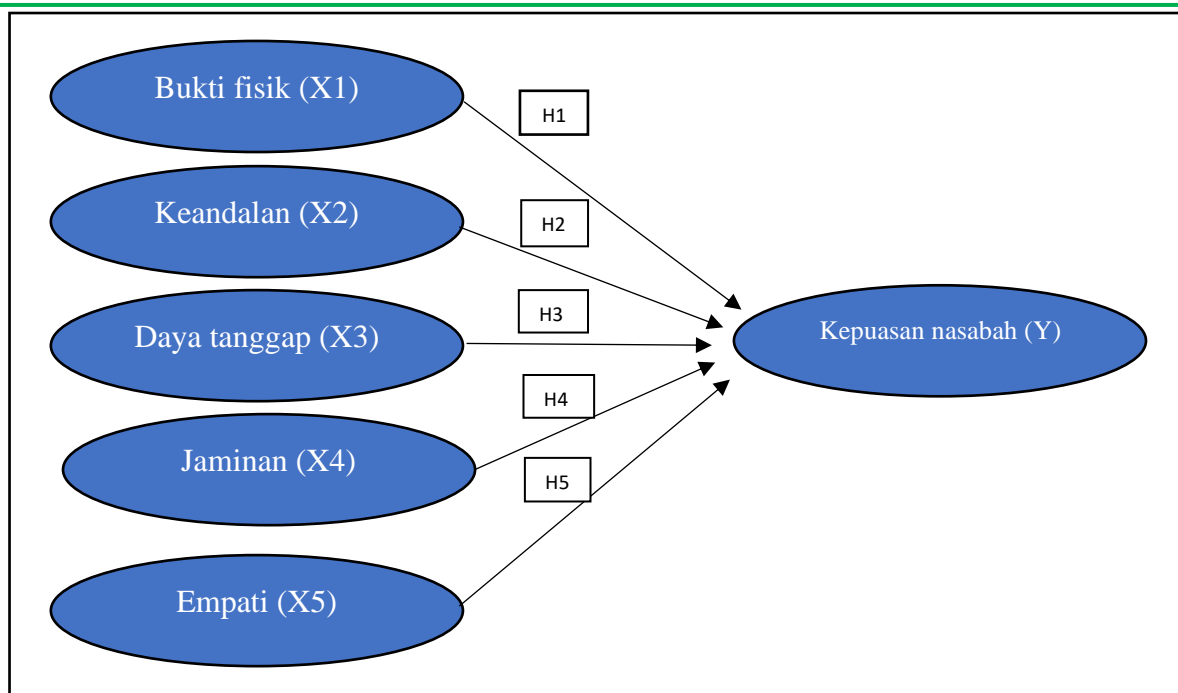 Bukti fisik (X1)
H1
Keandalan (X2)
H2
Daya tanggap (X3)
H3
Kepuasan nasabah (Y)
Jaminan (X4)
H4
H5
Empati (X5)